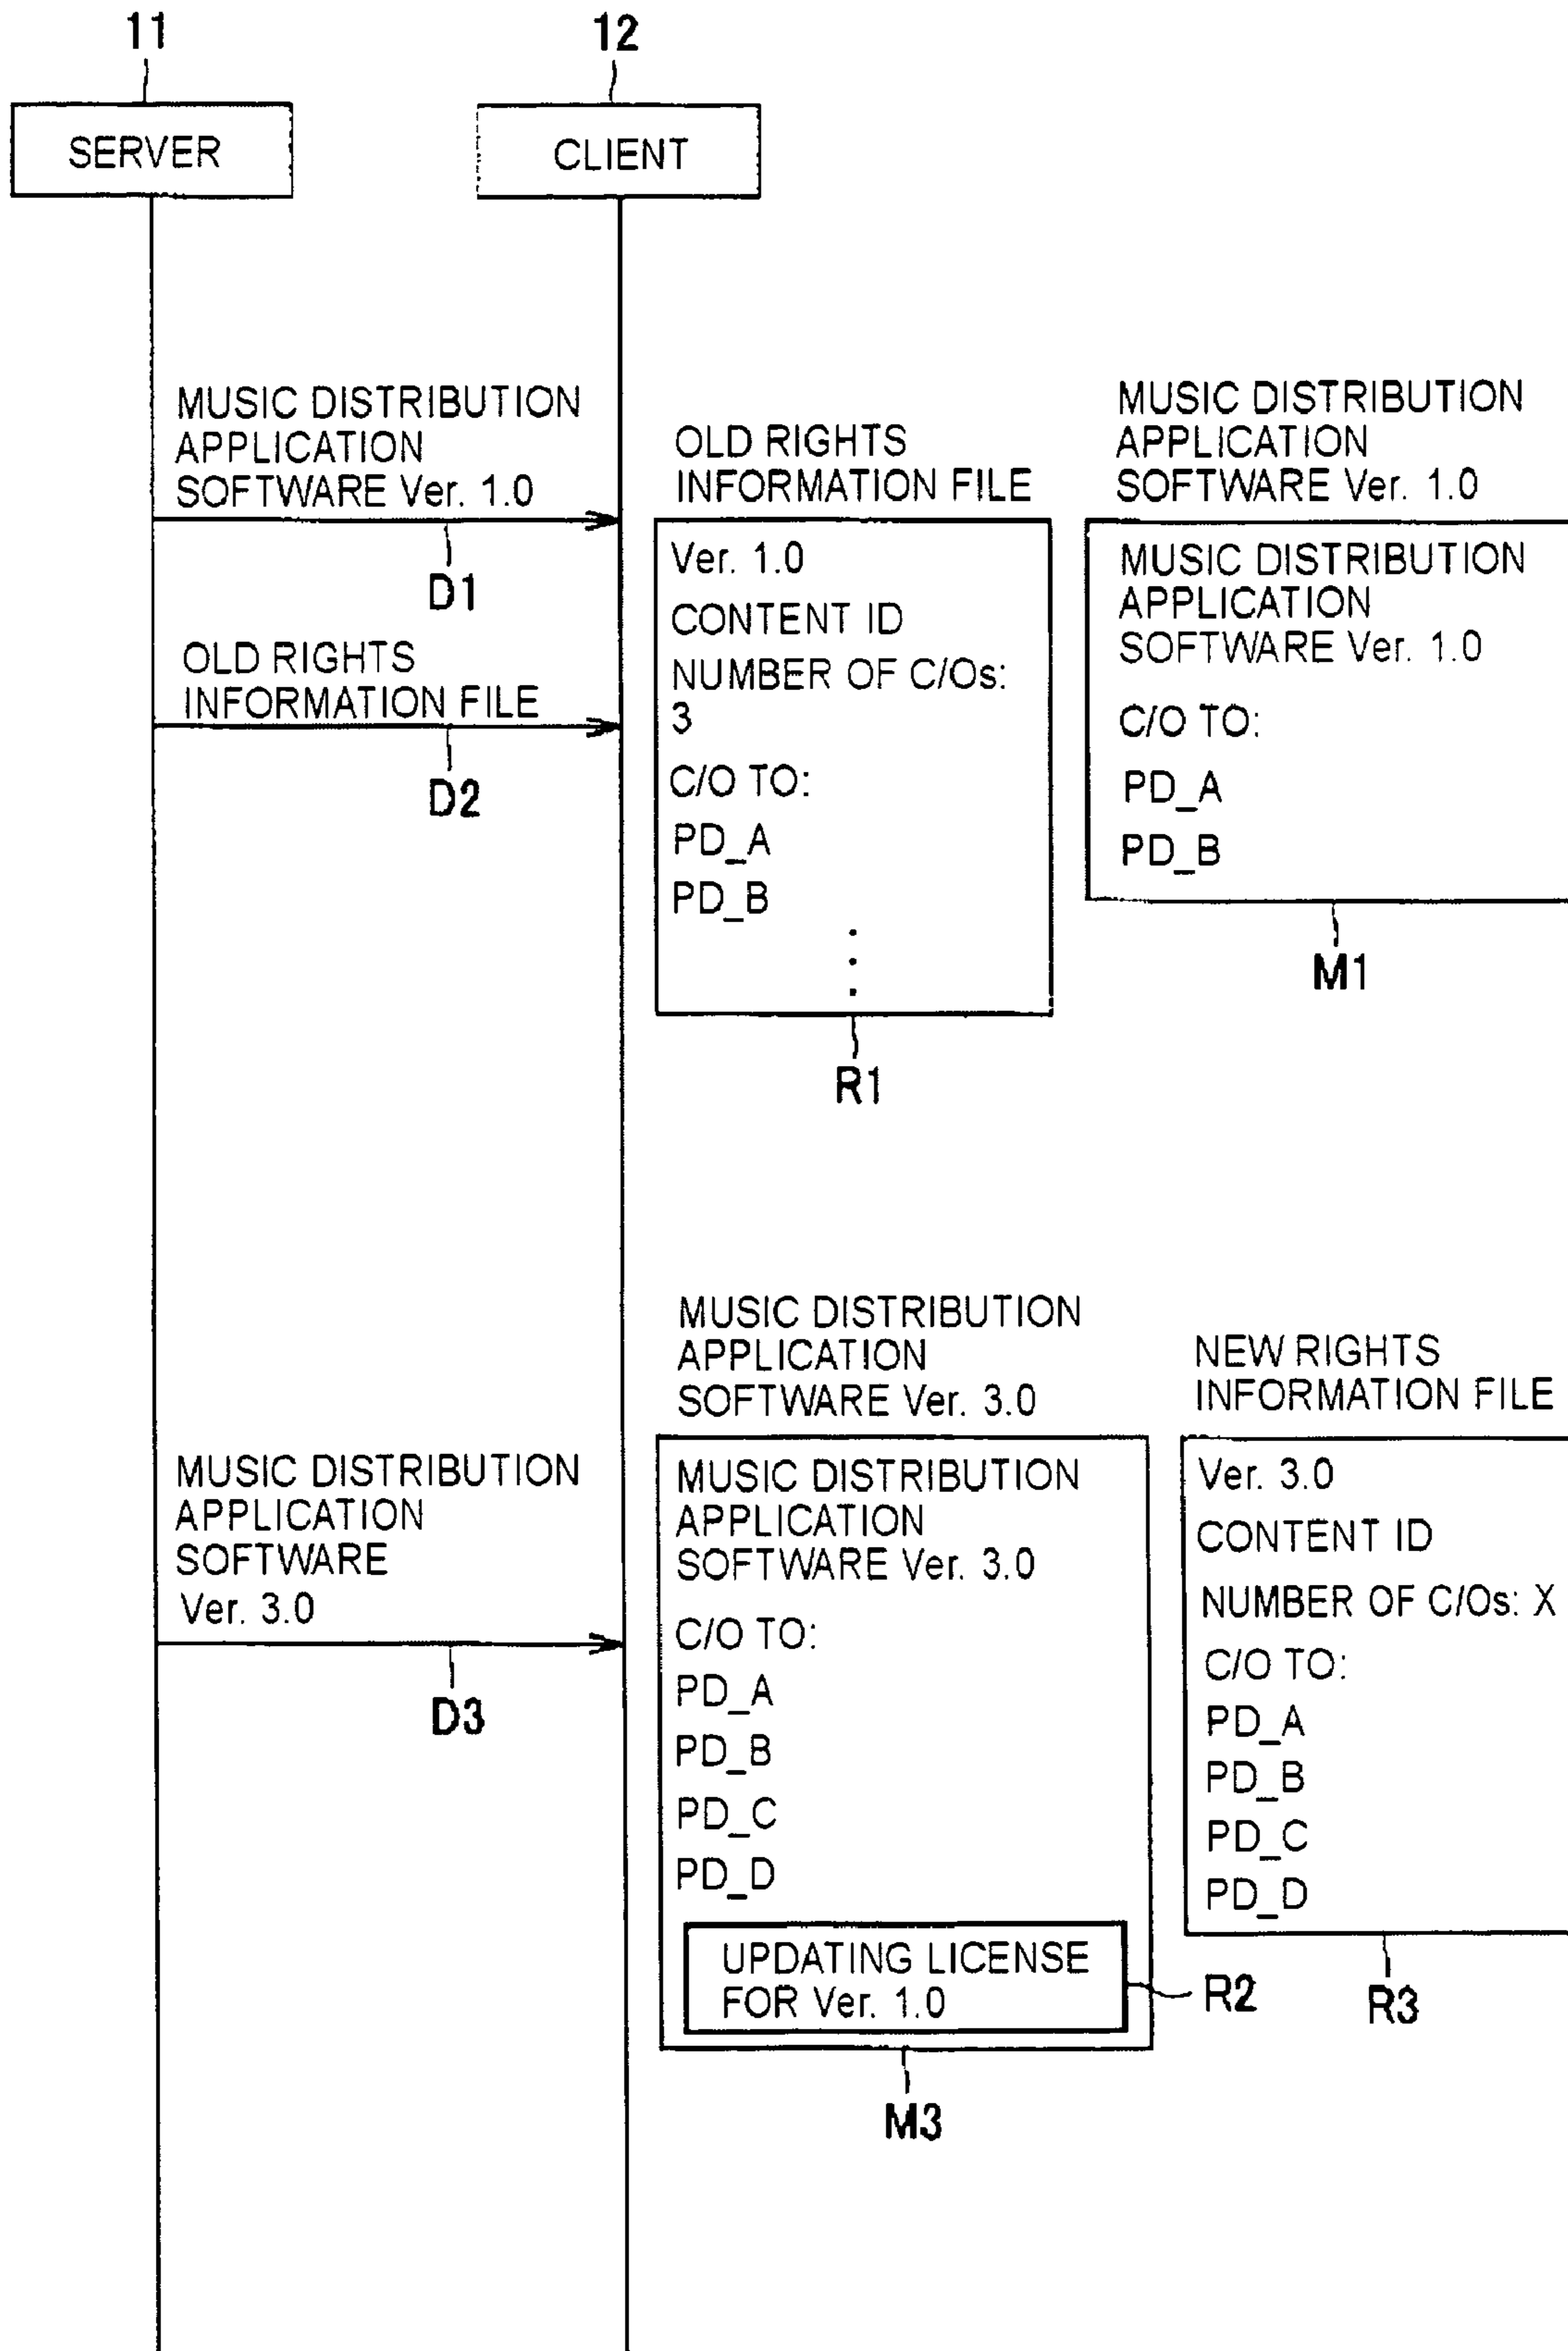 11
12
SERVER
CLIENT
MUSIC DISTRIBUTION
APPLICATION
SOFTWARE Ver. 1.0
D1
OLD RIGHTS
INFORMATION FILE
D2
OLD RIGHTS
INFORMATION FILE
Ver. 1.0
CONTENT ID
NUMBER OF C/Os:
3
C/O TO:
PD_A
PD_B
R1
MUSIC DISTRIBUTION
APPLICATION
SOFTWARE Ver. 1.0
MUSIC DISTRIBUTION
APPLICATION
SOFTWARE Ver. 1.0
C/O TO:
PD_A
PD_B
M1
MUSIC DISTRIBUTION
APPLICATION
SOFTWARE
Ver. 3.0
D3
MUSIC DISTRIBUTION
APPLICATION
SOFTWARE Ver. 3.0
MUSIC DISTRIBUTION
APPLICATION
SOFTWARE Ver. 3.0
C/O TO:
PD_A
PD_B
PD_C
PD_D
UPDATING LICENSE
FOR Ver. 1.0
R2
M3
NEW RIGHTS
INFORMATION FILE
Ver. 3.0
CONTENT ID
NUMBER OF C/Os: X
C/O TO:
PD_A
PD_B
PD_C
PD_D
R3